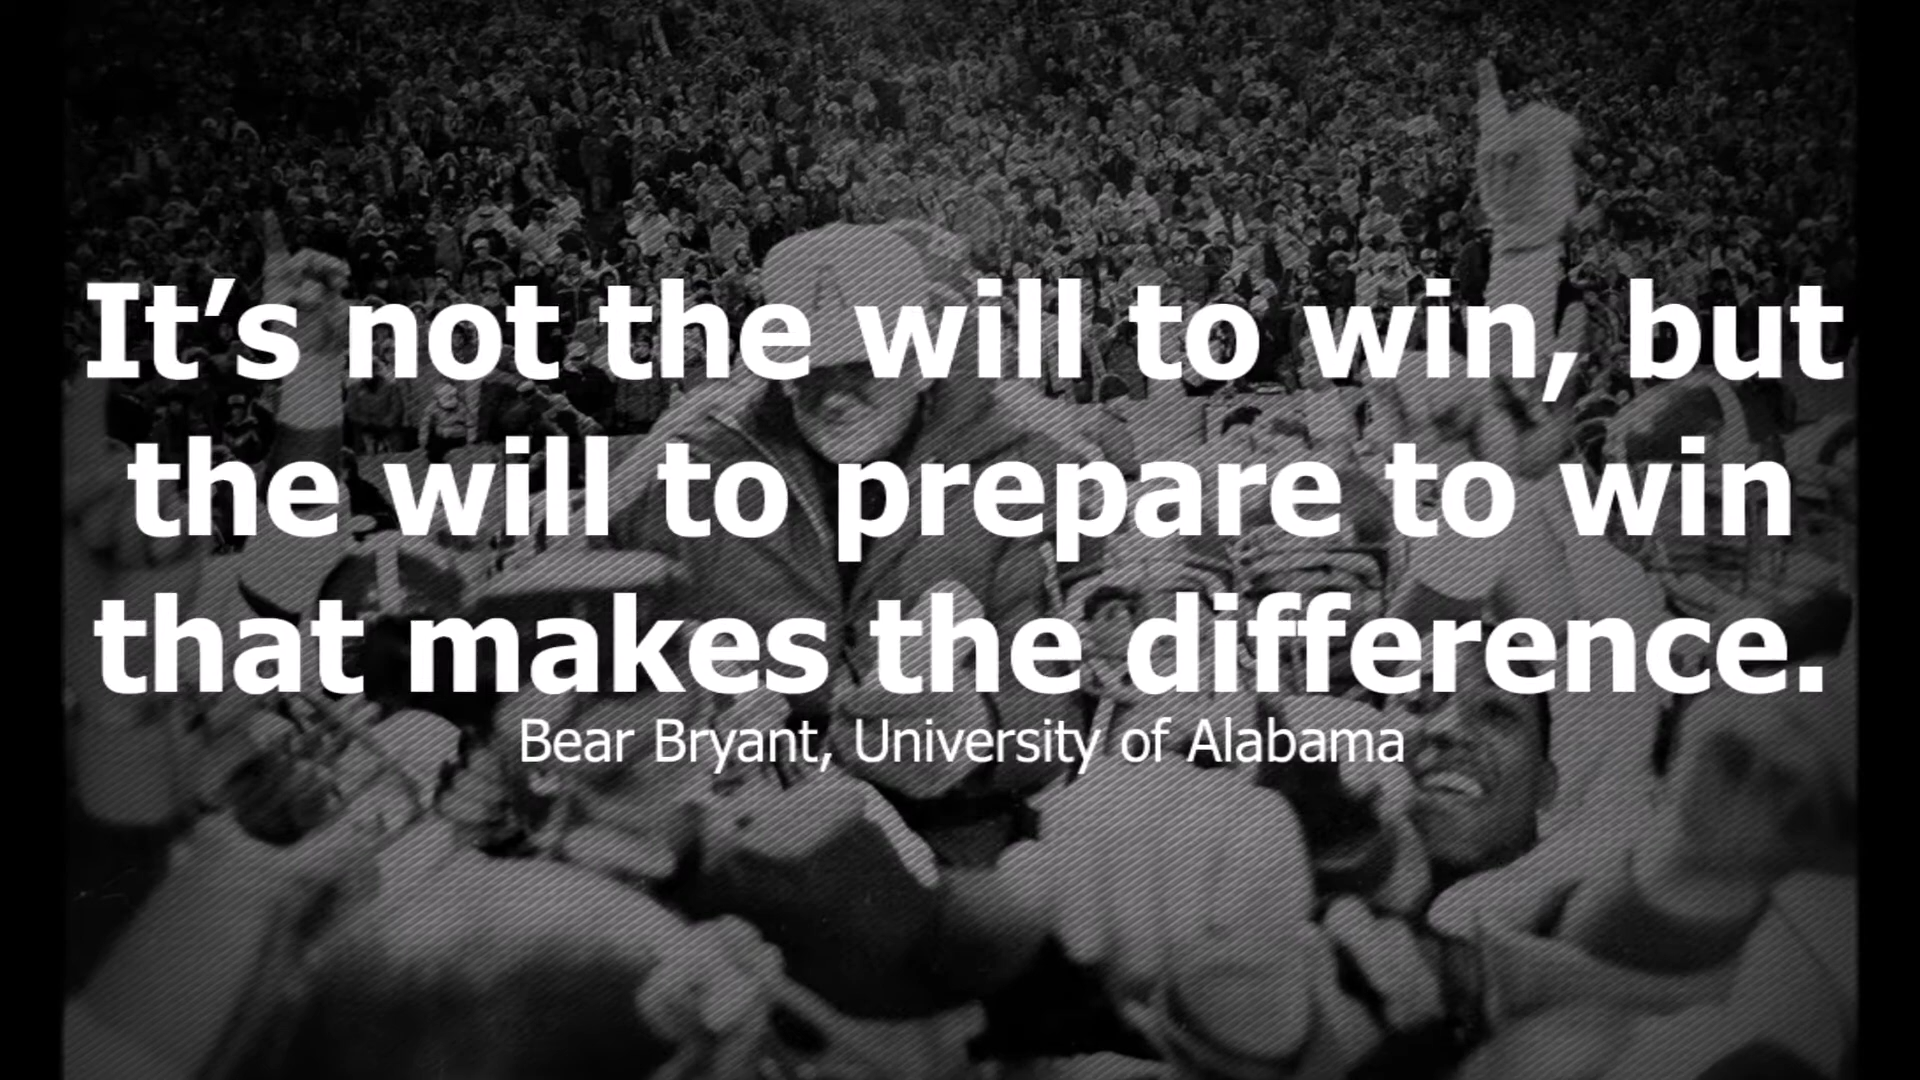 It’s not the will to win, but
the will to prepare to win
that makes the difference.
Bear Bryant, University of Alabama